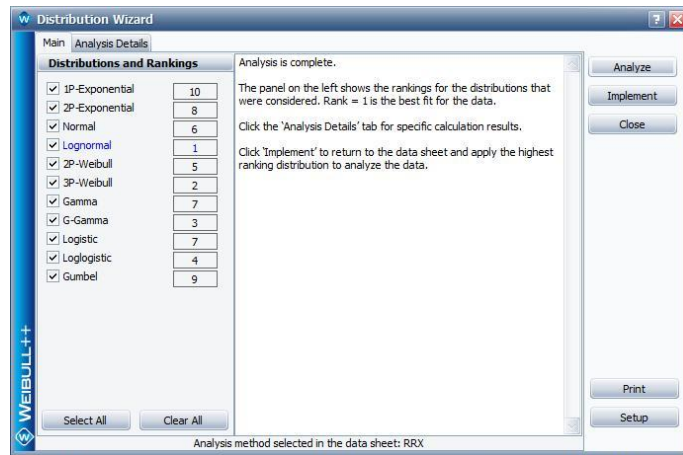 Distribution Wizard
Main Analysis Details
Distributions and Rankings
1P-Exponential 10
2P-Exponential 8
Normal 6
Lognormal 1
2P-Weibull 5
3P-Weibull 2
Gamma 7
G-Gamma 3
Logistic 7
Loglogistic 4
Gumbel 9
Select All Clear All
Analysis is complete.
The panel on the left shows the rankings for the distributions that
were considered. Rank = 1 is the best fit for the data.
Click the 'Analysis Details' tab for specific calculation results.
Click 'Implement' to return to the data sheet and apply the highest
ranking distribution to analyze the data.
Analyze
Implement
Close
Print
Setup
WEIBULL++
Analysis method selected in the data sheet: RRX